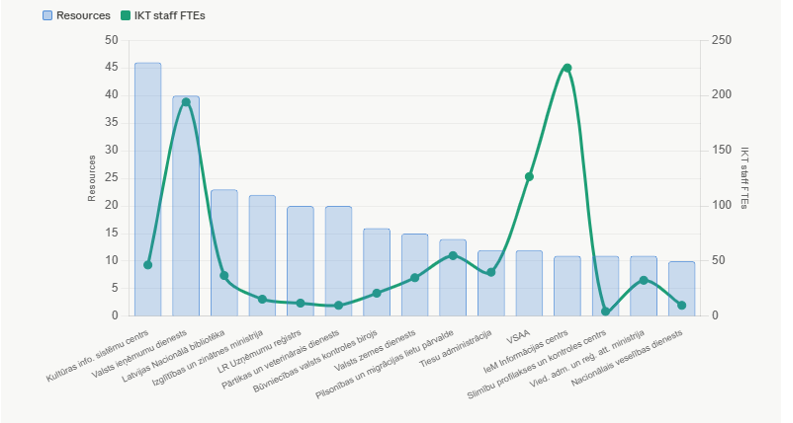 Resources IKT staff FTEs
50 250
45
40 200
35
30 150
25
20 100
15
10 50
5
0 0
Resources
IKT staff FTEs
Kultūras info. sistēmu centrs
Valsts ieņēmumu dienests
Latvijas Nacionālā bibliotēka
Izglītības un zinātnes ministrija
LR Uzņēmumu reģistrs
Pārtikas un veterinārais dienests
Būvniecības valsts kontroles birojs
Valsts zemes dienests
Pilsonības un migrācijas lietu pārvalde
Tiesu administrācija
VSAA
IeM Informācijas centrs
Slimību profilakses un kontroles centrs
Vied. adm. un reģ. att. ministrija
Nacionālais veselības dienests